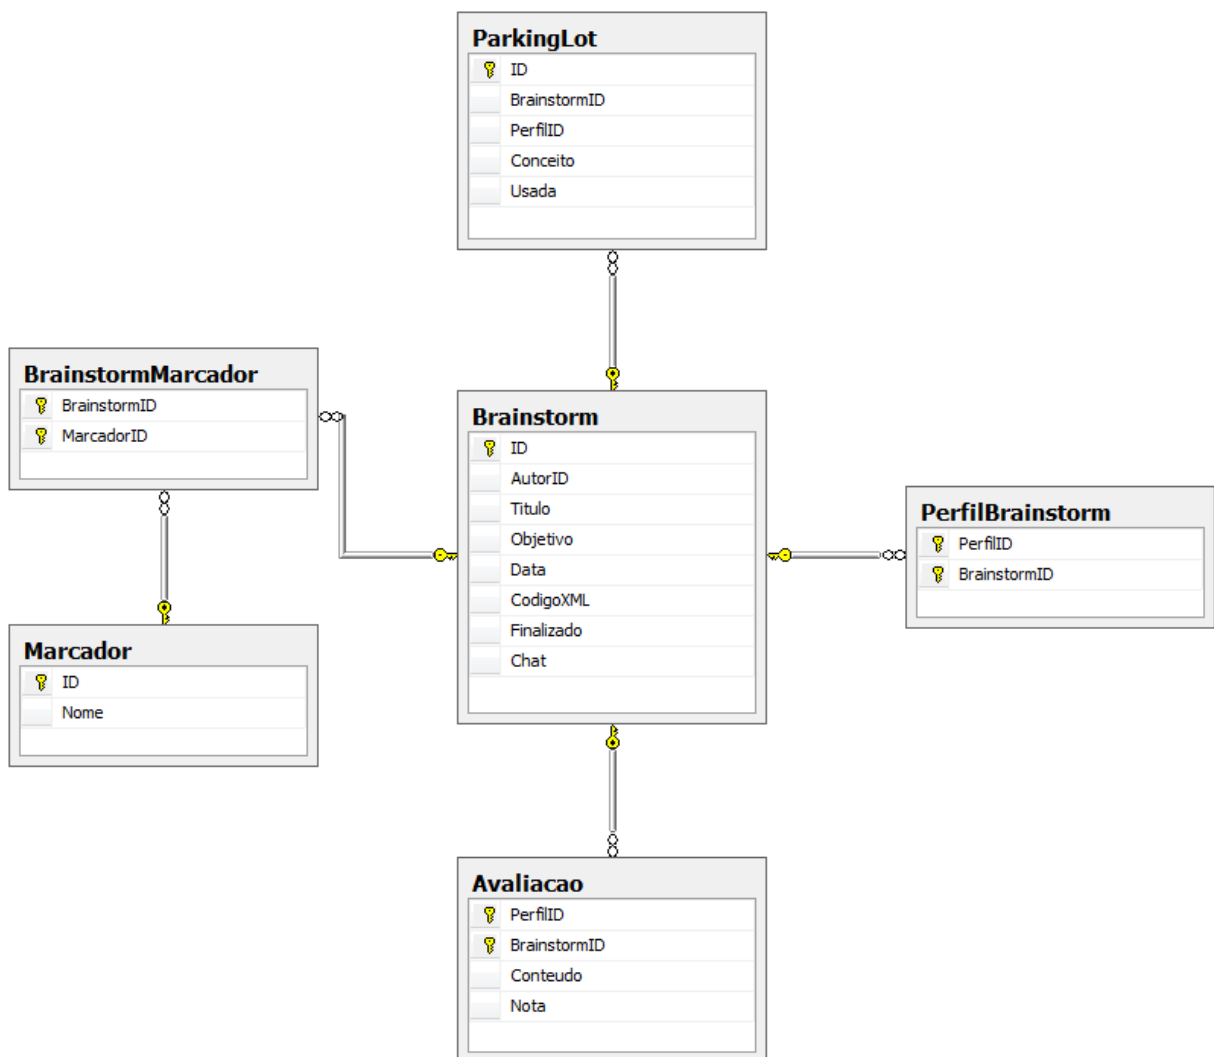 ParkingLot
ID
BrainstormID
PerfilID
Conceito
Usada
BrainstormMarcador
BrainstormID
MarcadorID
Brainstorm
ID
AutorID
Titulo
Objetivo
Data
CodigoXML
Finalizado
Chat
PerfilBrainstorm
PerfilID
BrainstormID
Marcador
ID
Nome
Avaliacao
PerfilID
BrainstormID
Conteudo
Nota